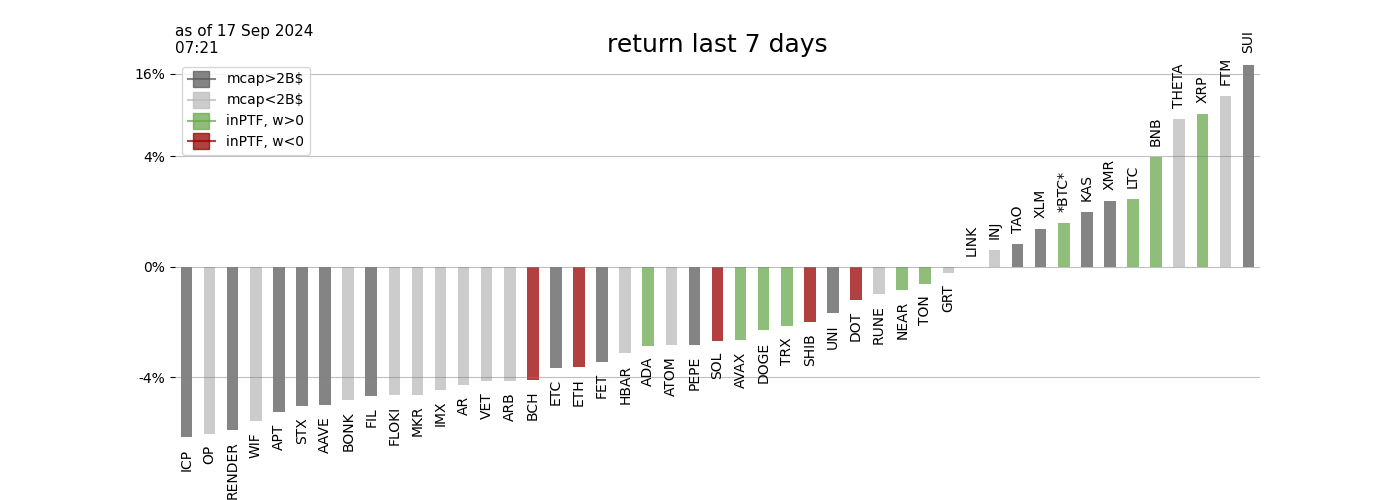 as of 17 Sep 2024
07:21
return last 7 days
mcap>2B$
mcap<2B$
inPTF, w>0
inPTF, w<0
16%
4%
0%
-4%
ICP
OP
RENDER
WIF
APT
STX
AAVE
BONK
FIL
FLOKI
MKR
IMX
AR
VET
ARB
BCH
ETC
ETH
FET
HBAR
ADA
ATOM
PEPE
SOL
AVAX
DOGE
TRX
SHIB
UNI
DOT
RUNE
NEAR
TON
GRT
LINK
INJ
TAO
XLM
*BTC*
KAS
XMR
LTC
BNB
THETA
XRP
FTM
SUI